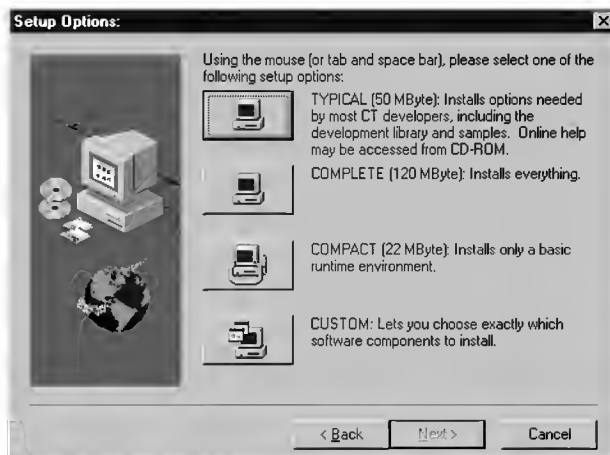 Setup Options:
Using the mouse (or tab and space bar), please select one of the
following setup options:
TYPICAL (50 MByte): Installs options needed
by most CT developers, including the
development library and samples. Online help
may be accessed from CD-ROM.
COMPLETE (120 MByte): Installs everything.
COMPACT (22 MByte): Installs only a basic
runtime environment.
CUSTOM: Lets you choose exactly which
software components to install.
< Back
Next >
Cancel